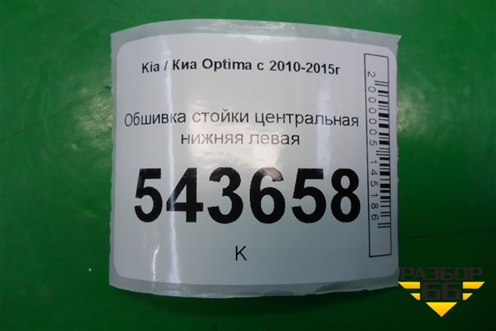 Kia / Киа Optima с 2010-2015г
Обшивка стойки центральная
нижняя левая
543658
К
2000005145186
РАЗБОР
66